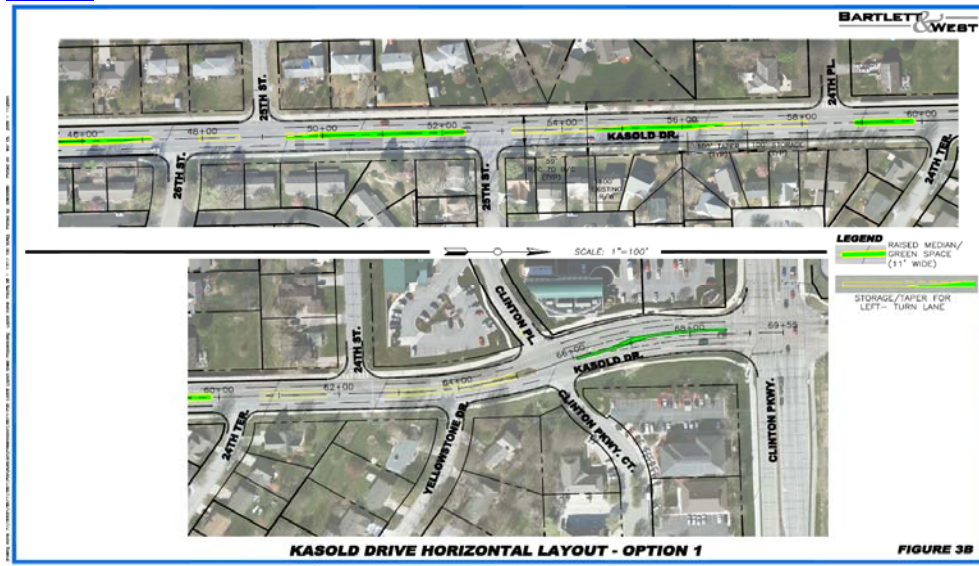 BARTLETT & WEST
25TH ST.
24TH PL.
46+00
48+00
50+00
52+00
54+00
56+00
58+00
60+00
KASOLD DR.
26TH ST.
25TH ST.
24TH TER.
B/C TO B/C
(TYP)
SCALE: 1"=100'
LEGEND
RAISED MEDIAN/
GREEN SPACE
(11' WIDE)
STORAGE/TAPER FOR
LEFT- TURN LANE
24TH ST.
CLINTON PL.
60+00
62+00
64+00
66+00
68+00
KASOLD DR.
24TH TER.
YELLOWSTONE DR.
CLINTON PKWY. CT.
CLINTON PKWY.
KASOLD DRIVE HORIZONTAL LAYOUT - OPTION 1
FIGURE 3B